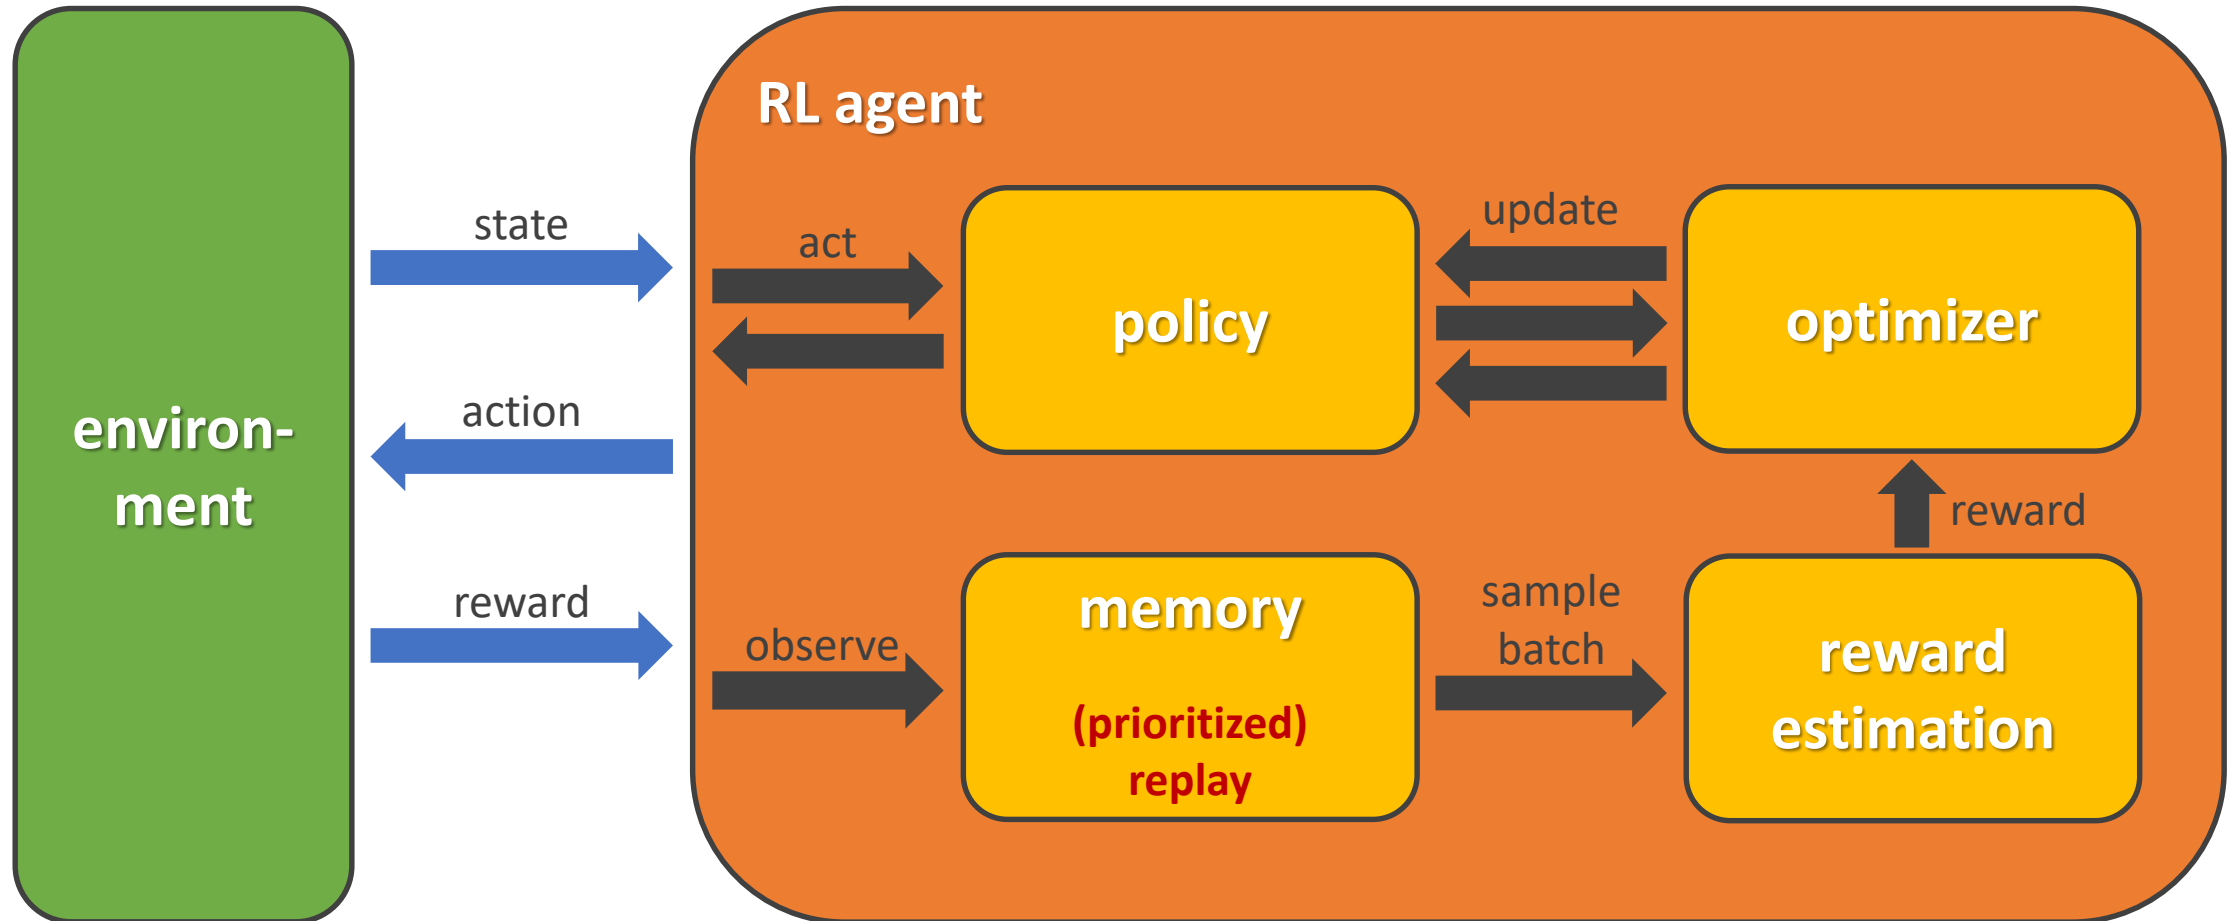 RL agent
state
act
update
policy
optimizer
action
environ-
ment
reward
reward
observe
memory
(prioritized)
replay
sample
batch
reward
estimation